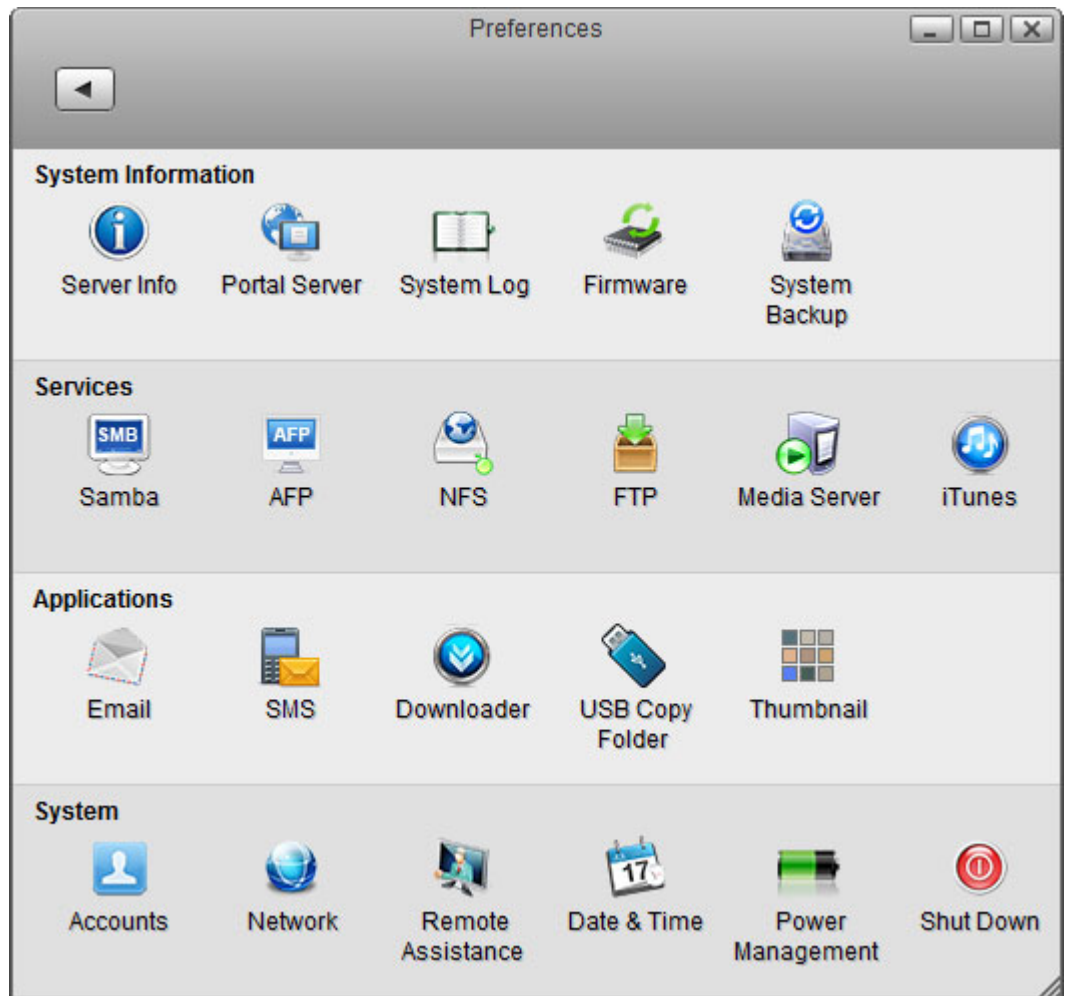 Preferences
System Information
Server Info
Portal Server
System Log
Firmware
System
Backup
Services
SMB
Samba
AFP
AFP
NFS
FTP
Media Server
iTunes
Applications
Email
SMS
Downloader
USB Copy
Folder
Thumbnail
System
Accounts
Network
Remote
Assistance
17
Date & Time
Power
Management
Shut Down